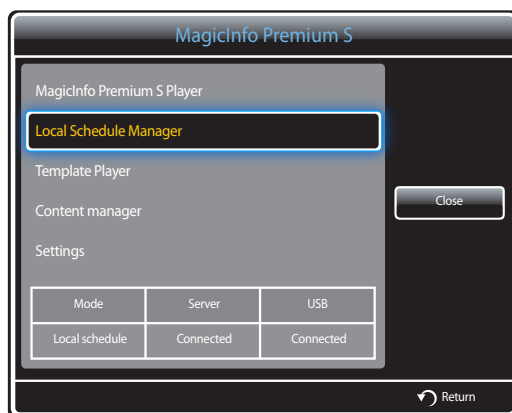 MagicInfo Premium S
MagicInfo Premium S Player
Local Schedule Manager
Template Player
Content manager
Settings
Close
Mode Server USB
Local schedule Connected Connected
Return